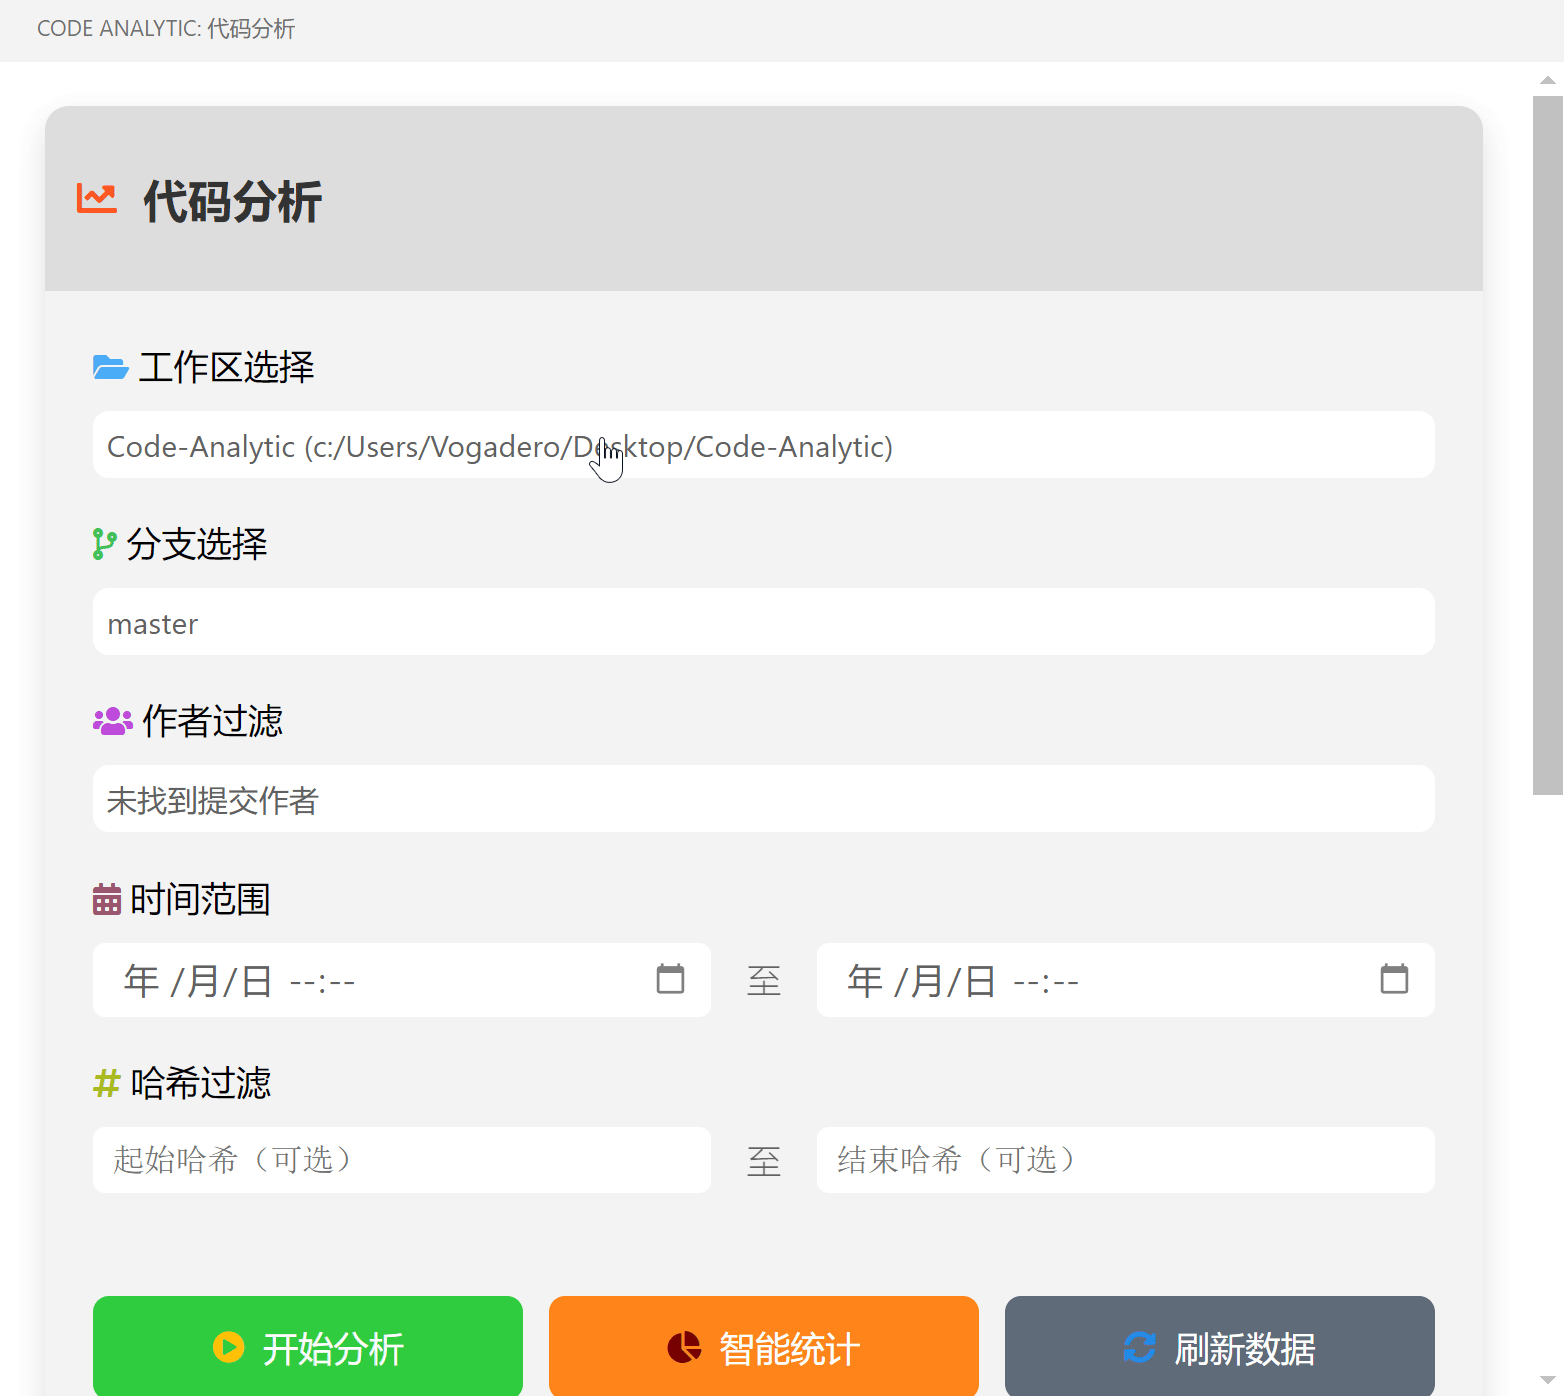 CODE ANALYTIC: 代码分析
代码分析
工作区选择
Code-Analytic (c:/Users/Vogadero/Desktop/Code-Analytic)
分支选择
master
作者过滤
未找到提交作者
时间范围
年 /月/日 --:-- 至 年 /月/日 --:--
哈希过滤
起始哈希（可选） 至 结束哈希（可选）
开始分析 智能统计 刷新数据